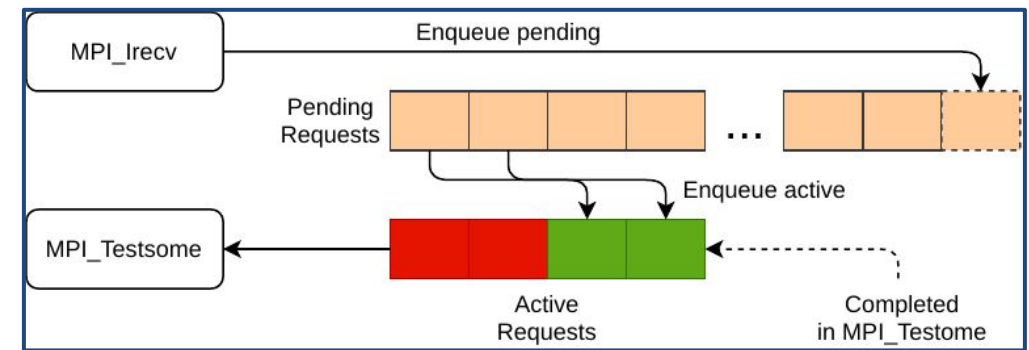 MPI_Irecv
Enqueue pending
Pending
Requests
...
Enqueue active
MPI_Testsome
Active
Requests
Completed
in MPI_Testome